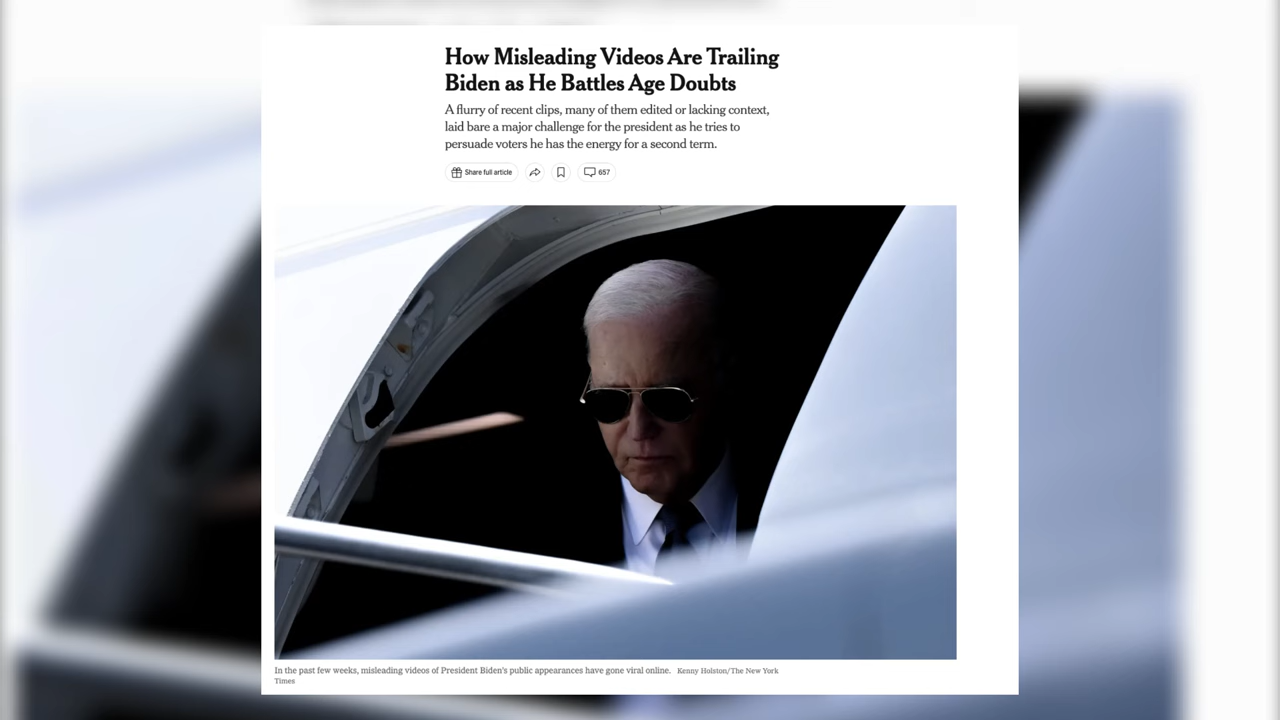 How Misleading Videos Are Trailing
Biden as He Battles Age Doubts
A flurry of recent clips, many of them edited or lacking context,
laid bare a major challenge for the president as he tries to
persuade voters he has the energy for a second term.
Share full article
657
In the past few weeks, misleading videos of President Biden's public appearances have gone viral online. Kenny Holston/The New York
Times